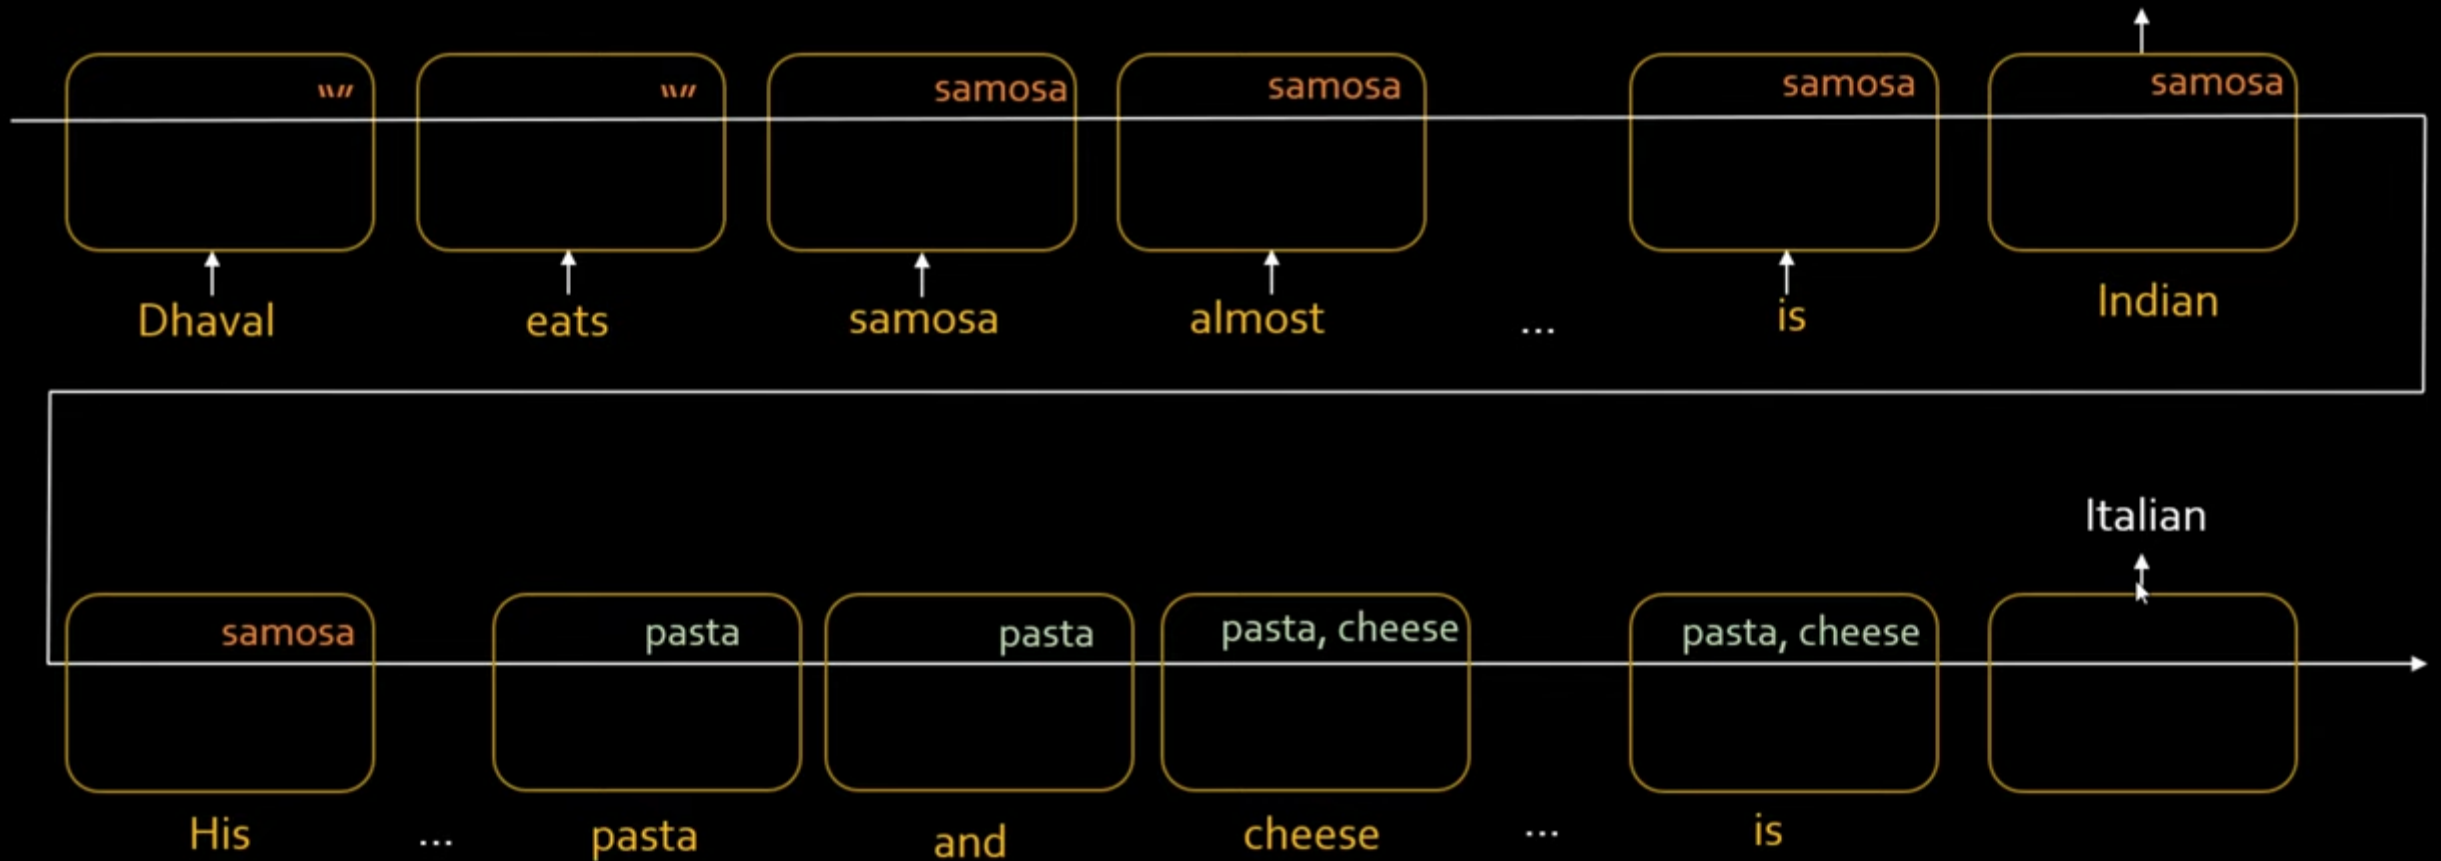 "" "" samosa samosa samosa samosa
Dhaval eats samosa almost ... is Indian
Italian
samosa pasta pasta pasta, cheese pasta, cheese
His ... pasta and cheese ... is